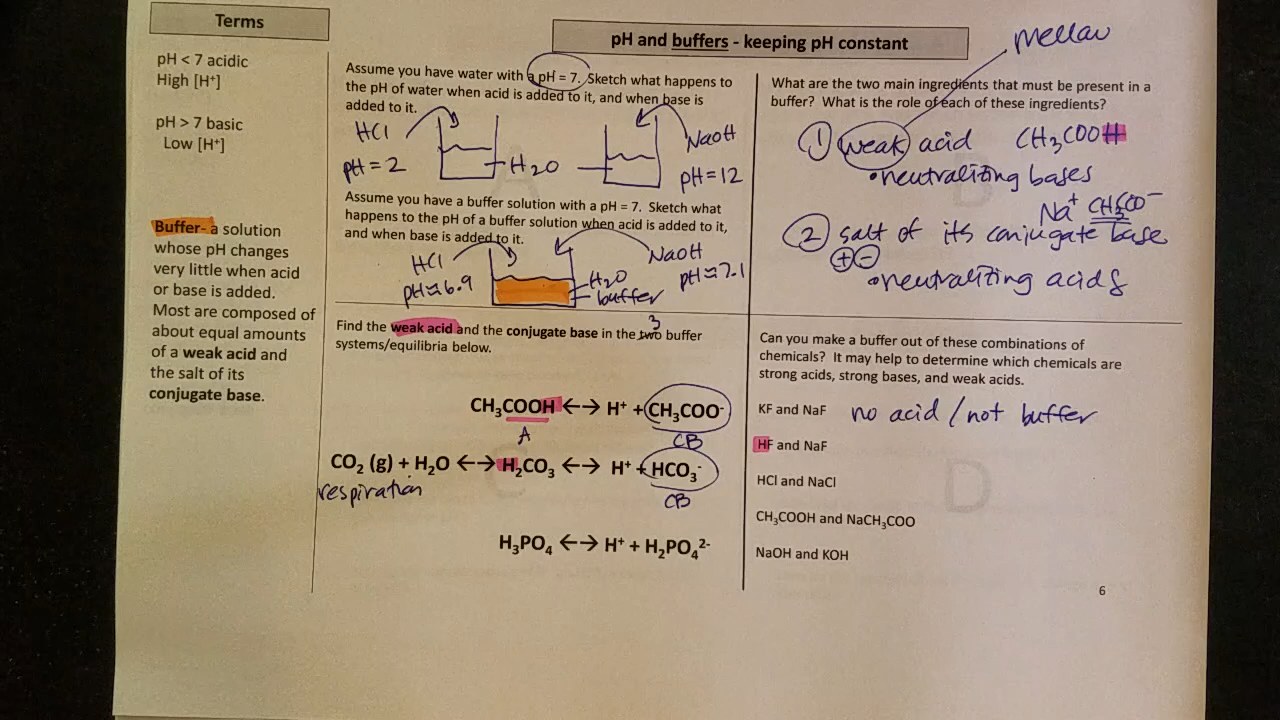 Terms
pH and buffers - keeping pH constant
mellow
pH < 7 acidic
High [H⁺]
pH > 7 basic
Low [H⁺]
Buffer- a solution
whose pH changes
very little when acid
or base is added.
Most are composed of
about equal amounts
of a weak acid and
the salt of its
conjugate base.
Assume you have water with a pH = 7. Sketch what happens to
the pH of water when acid is added to it, and when base is
added to it.
HCl
pH = 2
H2O
NaOH
pH = 12
Assume you have a buffer solution with a pH = 7. Sketch what
happens to the pH of a buffer solution when acid is added to it,
and when base is added to it.
HCl
pH ≈ 6.9
H2O
buffer
NaOH
pH ≈ 7.1
What are the two main ingredients that must be present in a
buffer? What is the role of each of these ingredients?
① weak acid CH3COOH
• neutralizing bases
Na⁺ CH3CO⁻
② salt of its conjugate base
⊕⊖
• neutralizing acids
B
Find the weak acid and the conjugate base in the two buffer
3
systems/equilibria below.
CH₃COOH ←→ H⁺ + CH₃COO⁻
A
CB
CO₂ (g) + H₂O ←→ H₂CO₃ ←→ H⁺ + HCO₃⁻
respiration
CB
H₃PO₄ ←→ H⁺ + H₂PO₄²⁻
C
Can you make a buffer out of these combinations of
chemicals? It may help to determine which chemicals are
strong acids, strong bases, and weak acids.
KF and NaF no acid / not buffer
HF and NaF
HCl and NaCl
CH₃COOH and NaCH₃COO
NaOH and KOH
D
6